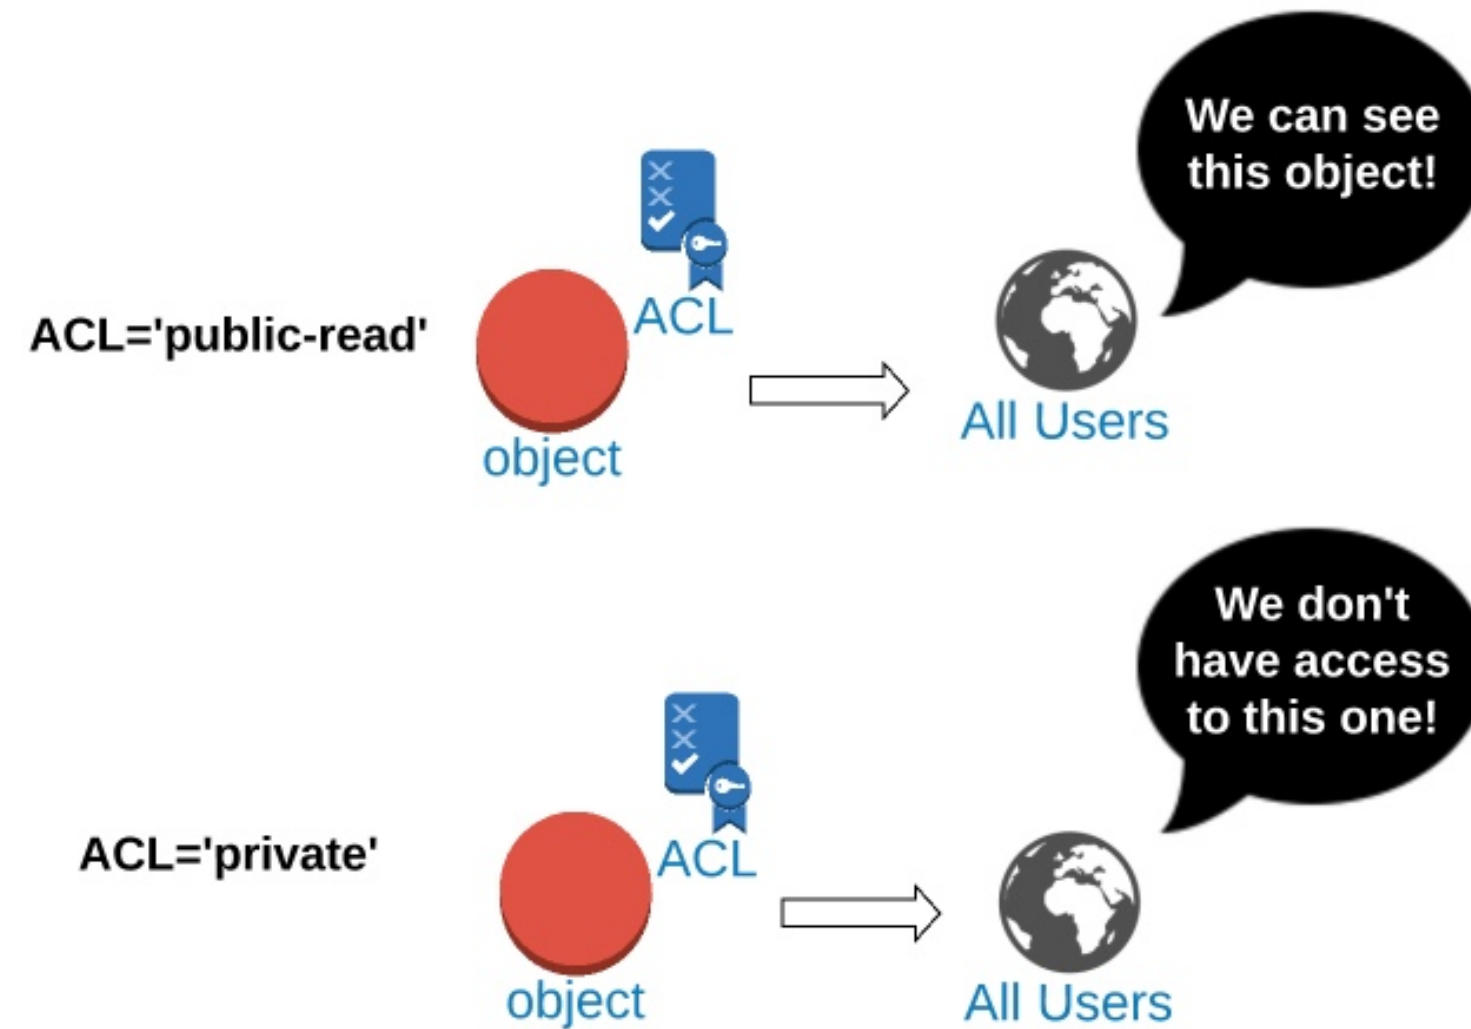 We can see
this object!
ACL='public-read'
ACL
All Users
object
We don't
have access
to this one!
ACL='private'
ACL
All Users
object